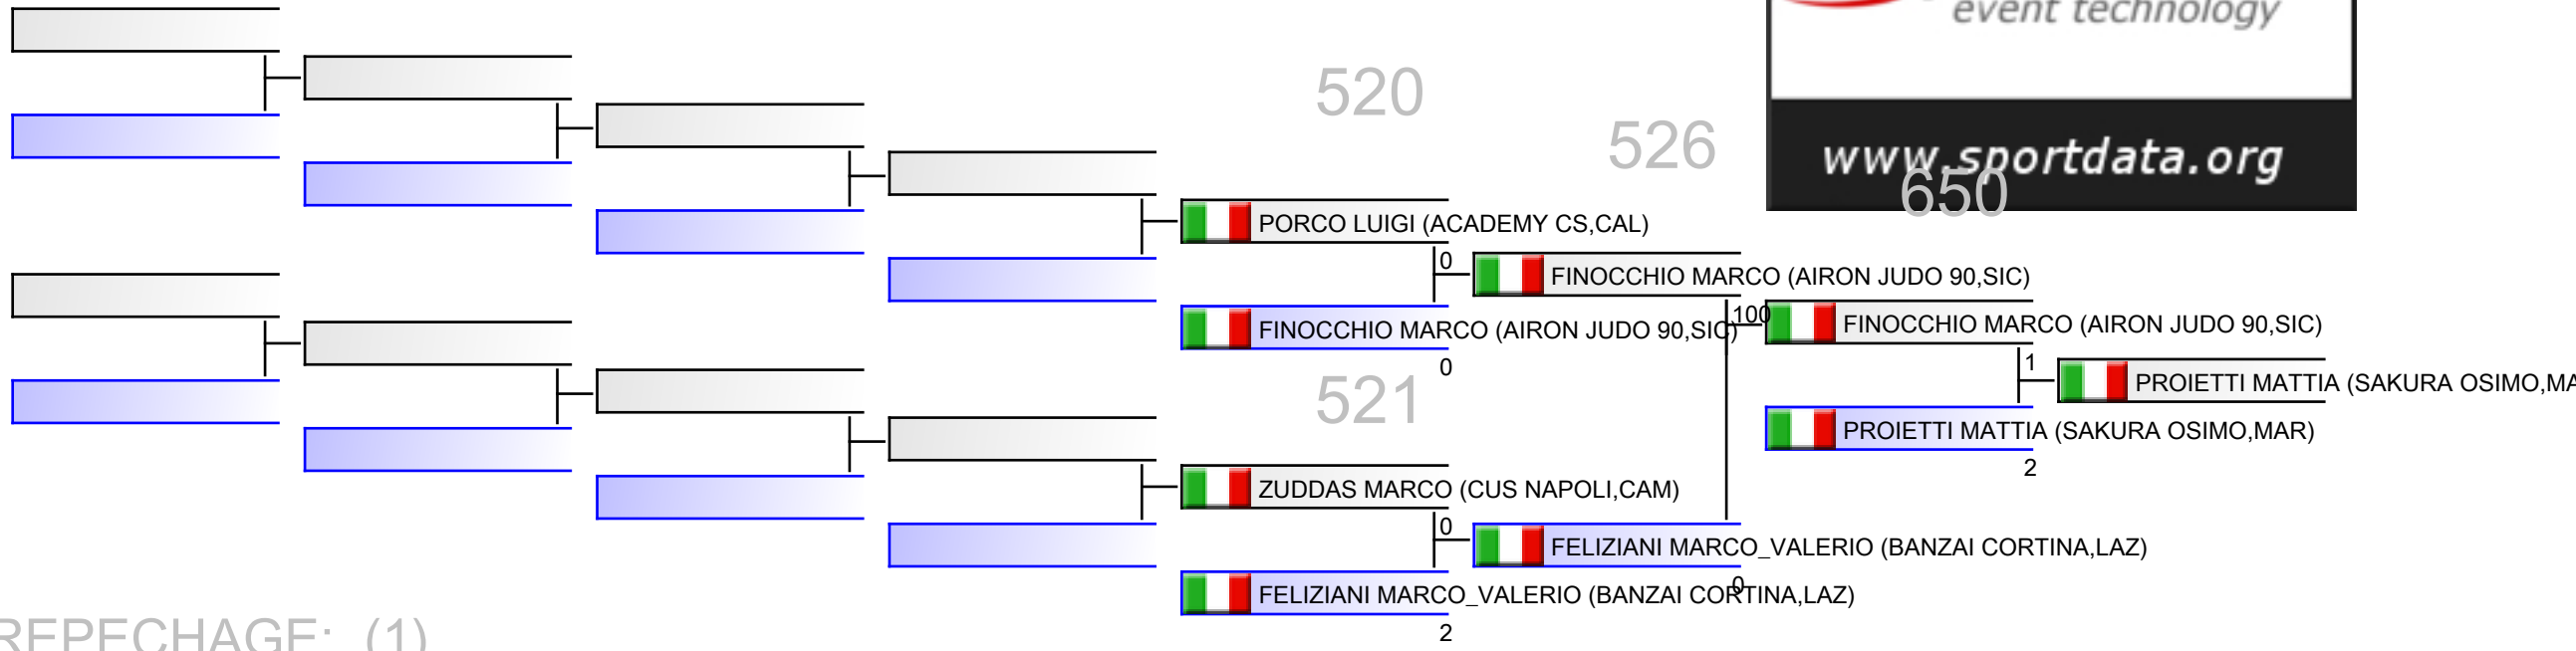 event technology
520
526
www.sportdata.org
650
PORCO LUIGI (ACADEMY CS,CAL)
0
FINOCCHIO MARCO (AIRON JUDO 90,SIC)
100
FINOCCHIO MARCO (AIRON JUDO 90,SIC)
FINOCCHIO MARCO (AIRON JUDO 90,SIC)
0
1
PROIETTI MATTIA (SAKURA OSIMO,MA
521
PROIETTI MATTIA (SAKURA OSIMO,MAR)
2
ZUDDAS MARCO (CUS NAPOLI,CAM)
0
FELIZIANI MARCO_VALERIO (BANZAI CORTINA,LAZ)
0
FELIZIANI MARCO_VALERIO (BANZAI CORTINA,LAZ)
2
REPECHAGE: (1)